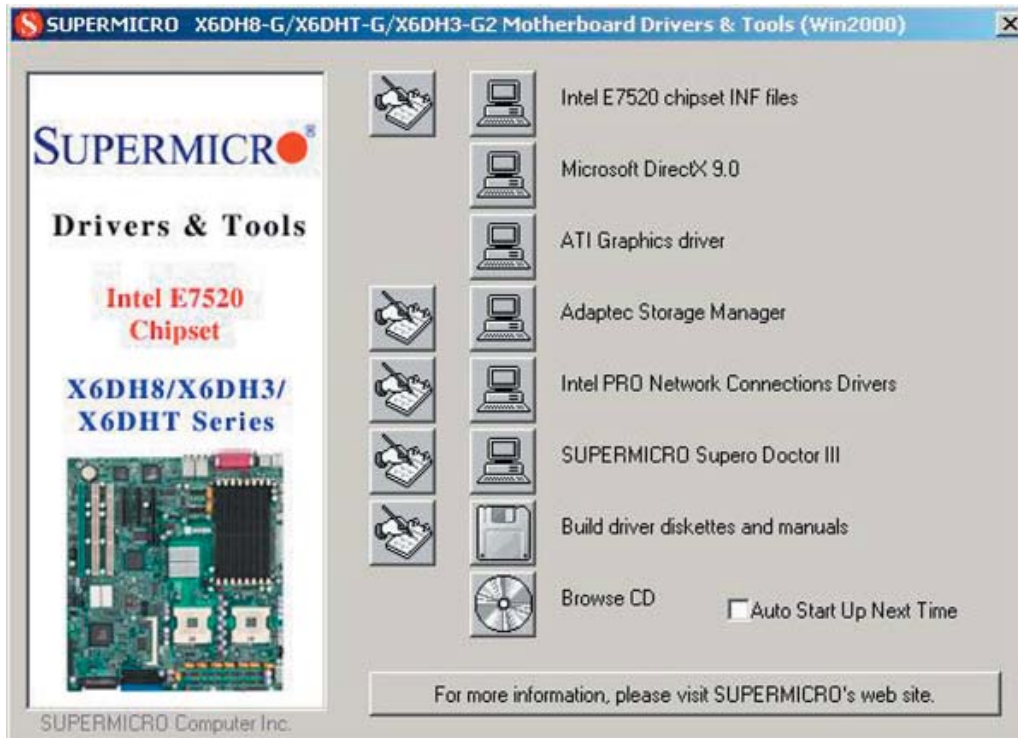 SUPERMICRO X6DH8-G/X6DHT-G/X6DH3-G2 Motherboard Drivers & Tools (Win2000)
SUPERMICRO®
Drivers & Tools
Intel E7520
Chipset
X6DH8/X6DH3/
X6DHT Series
SUPERMICRO Computer Inc.
Intel E7520 chipset INF files
Microsoft DirectX 9.0
ATI Graphics driver
Adaptec Storage Manager
Intel PRO Network Connections Drivers
SUPERMICRO Supero Doctor III
Build driver diskettes and manuals
Browse CD
Auto Start Up Next Time
For more information, please visit SUPERMICRO's web site.